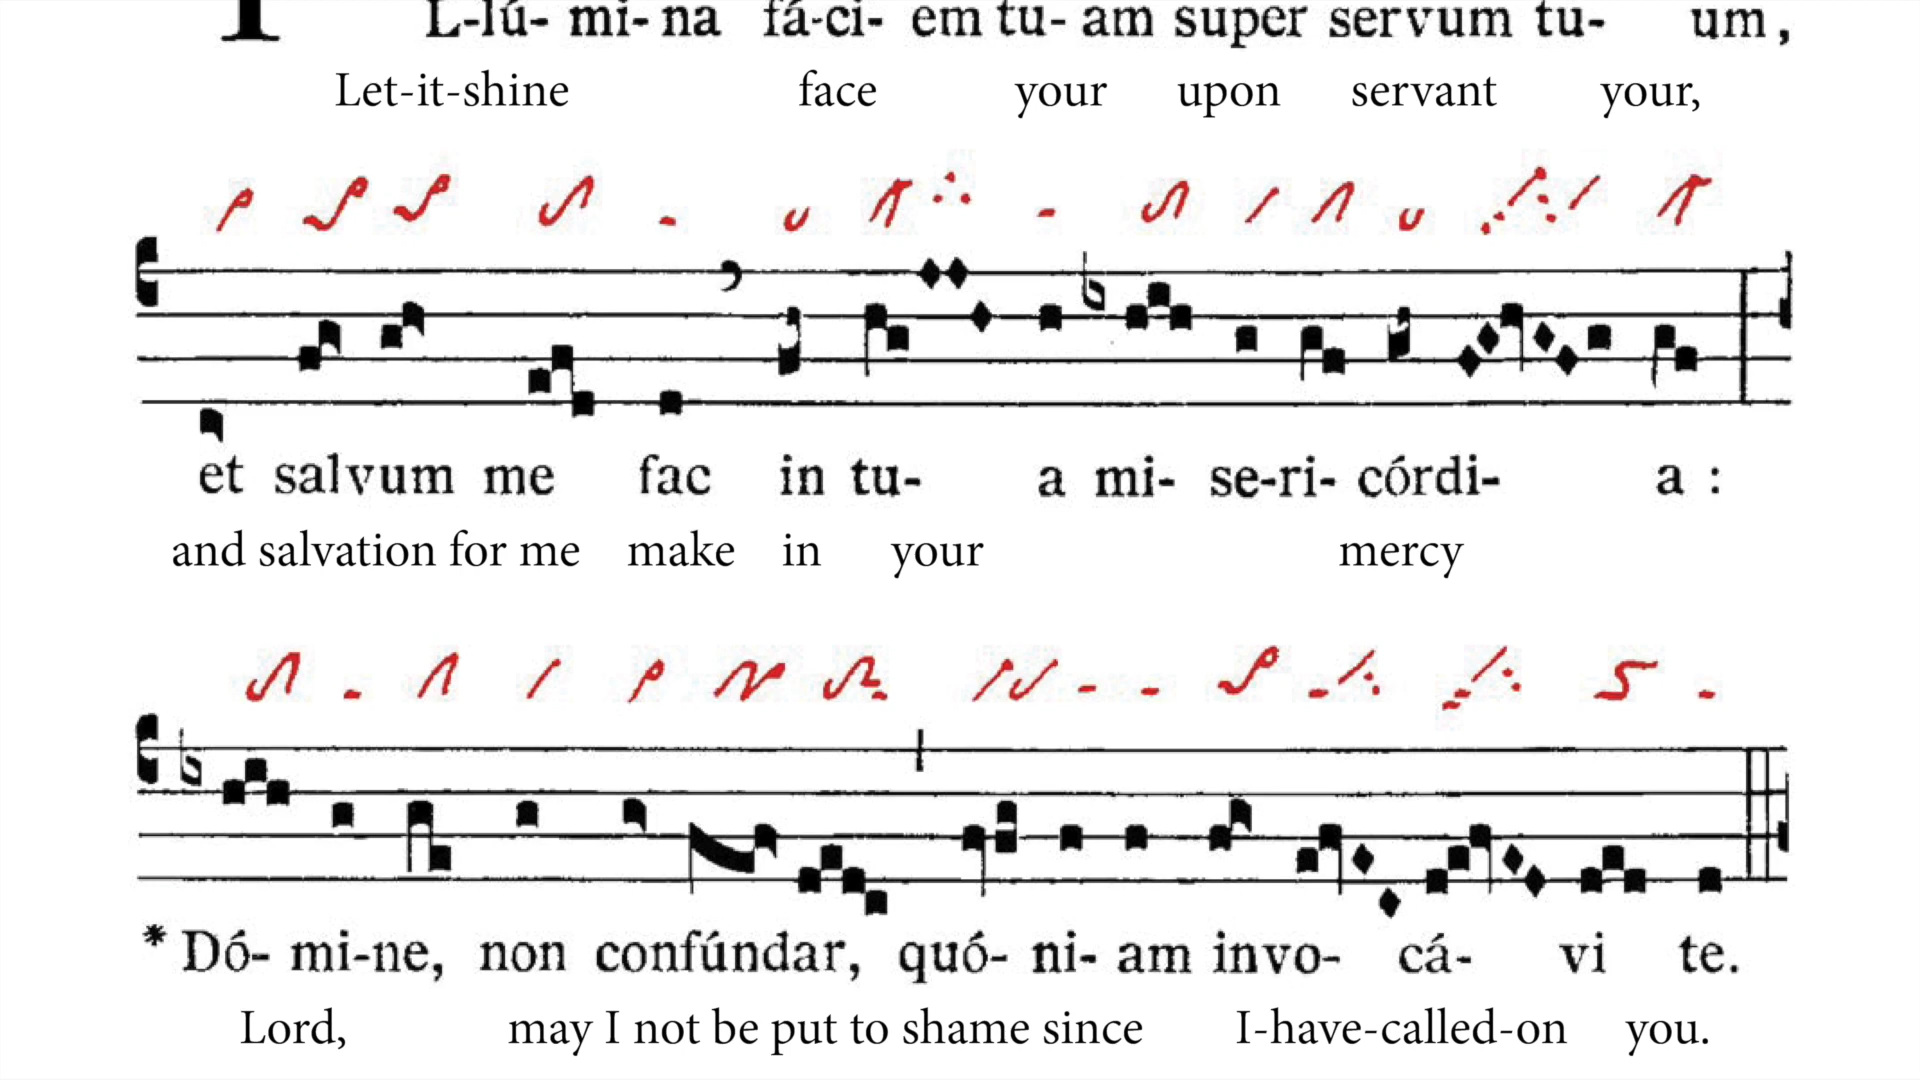 IL-lú- mi- na fá-ci- em tu- am super servum tu- um,
Let-it-shine face your upon servant your,
et salvum me fac in tu- a mi- se-ri- córdi- a :
and salvation for me make in your mercy
* Dó- mi-ne, non confúndar, quó- ni- am invo- cá- vi te.
Lord, may I not be put to shame since I-have-called-on you.